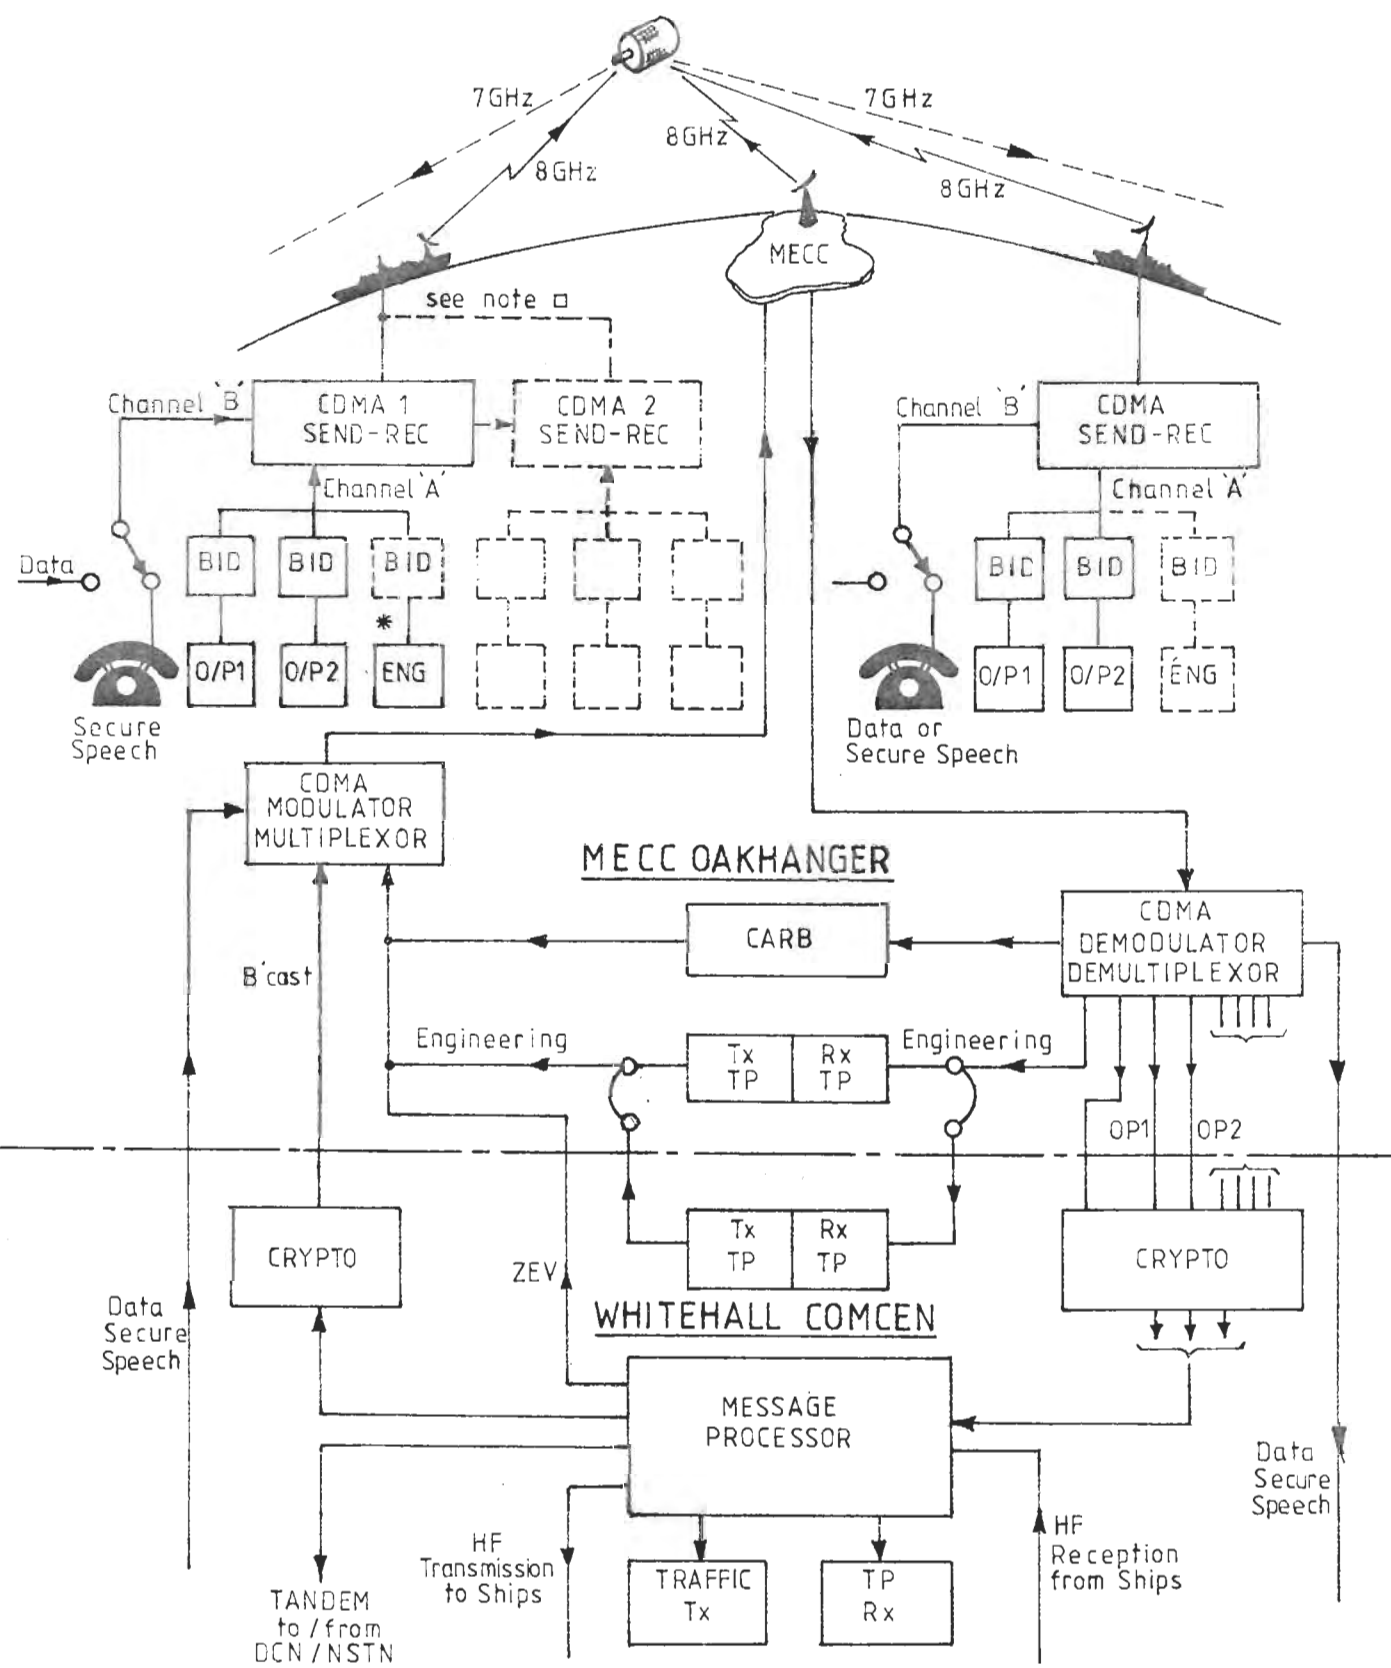 7GHz
7GHz
8GHz
8GHz
8GHz
MECC
see note □
Channel 'B'
CDMA 1
SEND-REC
CDMA 2
SEND-REC
Channel 'B'
CDMA
SEND-REC
Channel 'A'
Channel 'A'
Data
BID
BID
BID
BID
BID
*
O/P1
O/P2
ENG
O/P1
O/P2
ENG
Secure
Speech
Data or
Secure Speech
CDMA
MODULATOR
MULTIPLEXOR
MECC OAKHANGER
CARB
CDMA
DEMODULATOR
DEMULTIPLEXOR
B'cast
Engineering
Tx
TP
Rx
TP
Engineering
OP1
OP2
CRYPTO
Tx
TP
Rx
TP
CRYPTO
ZEV
WHITEHALL COMCEN
Data
Secure
Speech
MESSAGE
PROCESSOR
Data
Secure
Speech
HF
Transmission
to Ships
HF
Reception
from Ships
TRAFFIC
Tx
TP
Rx
TANDEM
to/from
DCN/NSTN